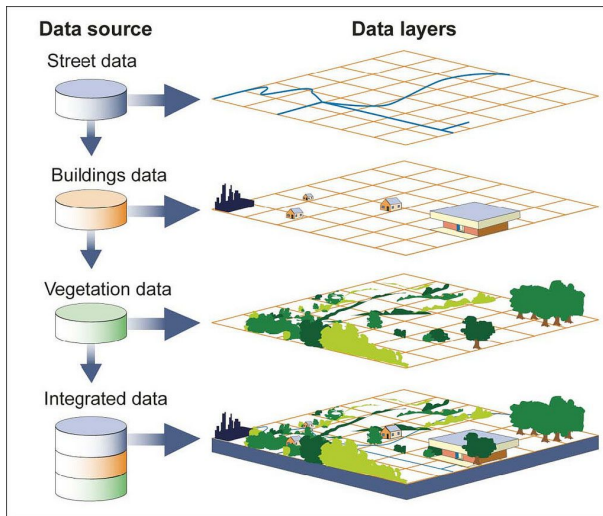 Data source
Data layers
Street data
Buildings data
Vegetation data
Integrated data